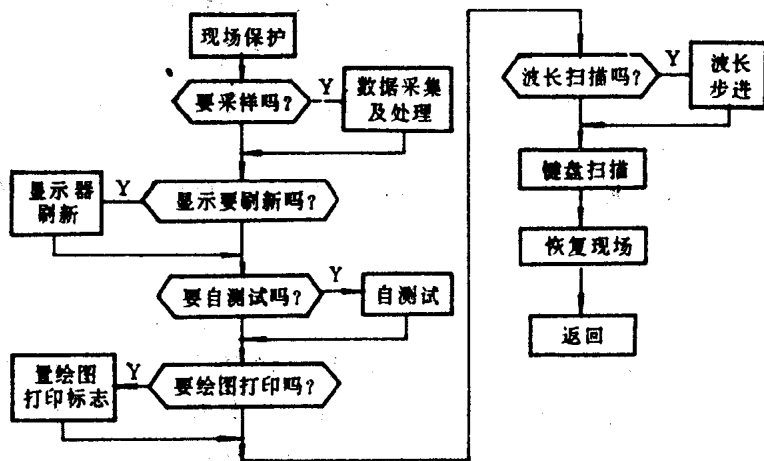 现场保护
要采样吗?
Y
数据采集
及处理
显示器
刷新
Y
显示要刷新吗?
要自测试吗?
Y
自测试
置绘图
打印标志
Y
要绘图打印吗?
波长扫描吗?
Y
波长
步进
键盘扫描
恢复现场
返回